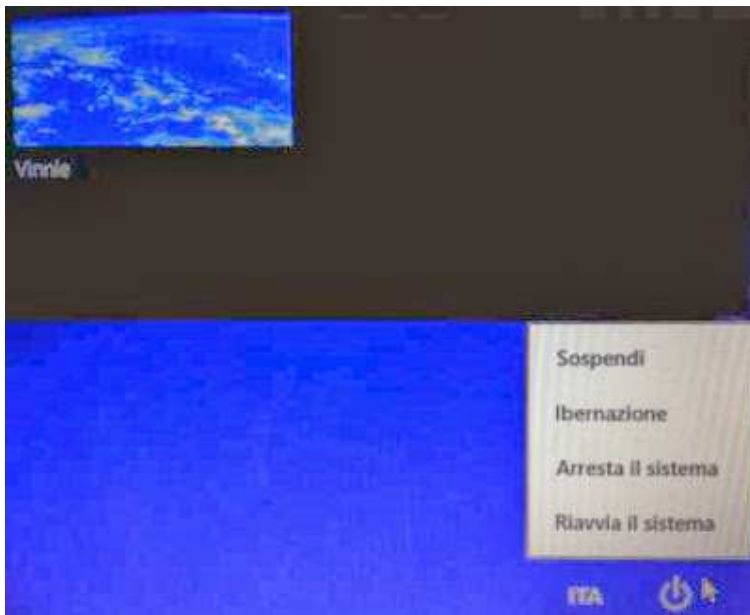 Vinnie
Sospendi
Ibernazione
Arresta il sistema
Riavvia il sistema
ITA